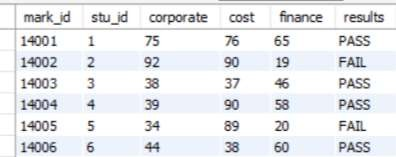 mark_id stu_id corporate cost finance results
14001 1 75 76 65 PASS
14002 2 92 90 19 FAIL
14003 3 38 37 46 PASS
14004 4 39 90 58 PASS
14005 5 34 89 20 FAIL
14006 6 44 38 60 PASS